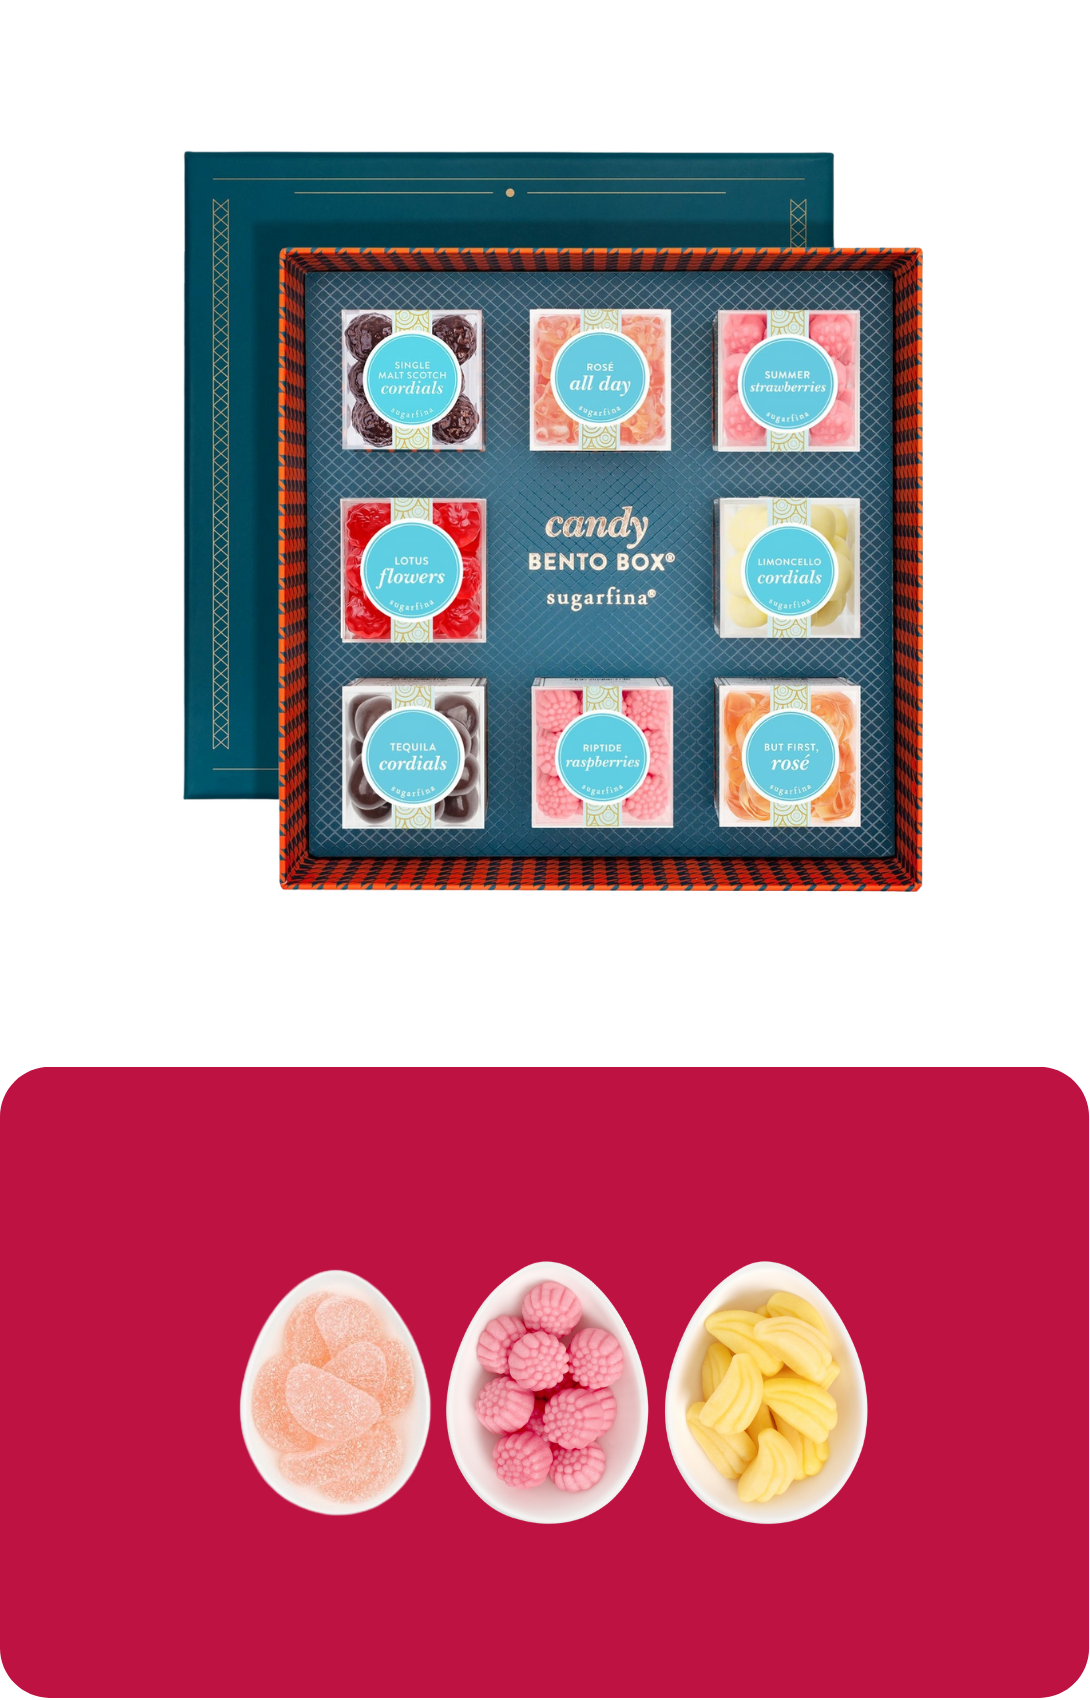 SINGLE
MALT SCOTCH
cordials
sugarfina
ROSÉ
all day
sugarfina
SUMMER
strawberries
sugarfina
LOTUS
flowers
sugarfina
candy
BENTO BOX®
sugarfina®
LIMONCELLO
cordials
sugarfina
TEQUILA
cordials
sugarfina
RIPTIDE
raspberries
sugarfina
BUT FIRST,
rosé
sugarfina